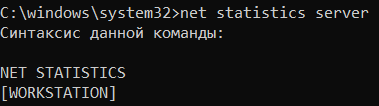 C:\windows\system32>net statistics server
Синтаксис данной команды:
NET STATISTICS
[WORKSTATION]